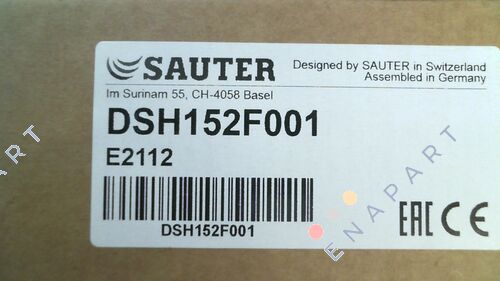 SAUTER
Designed by SAUTER in Switzerland
Assembled in Germany
Im Surinam 55, CH-4058 Basel
DSH152F001
E2112
DSH152F001
EAC CE
ENAPART
ENAPART